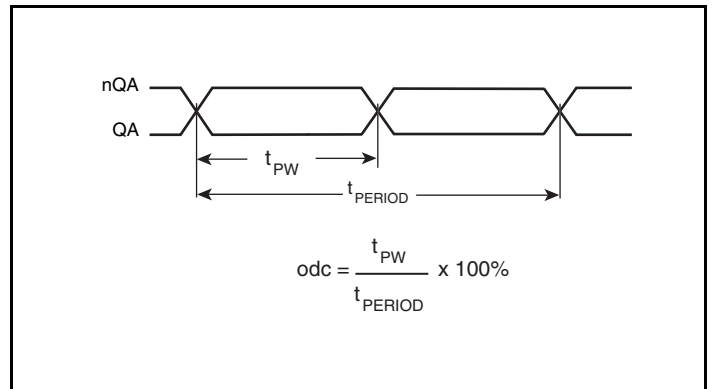 nQA
QA
tPW
tPERIOD
odc = tPW / tPERIOD x 100%